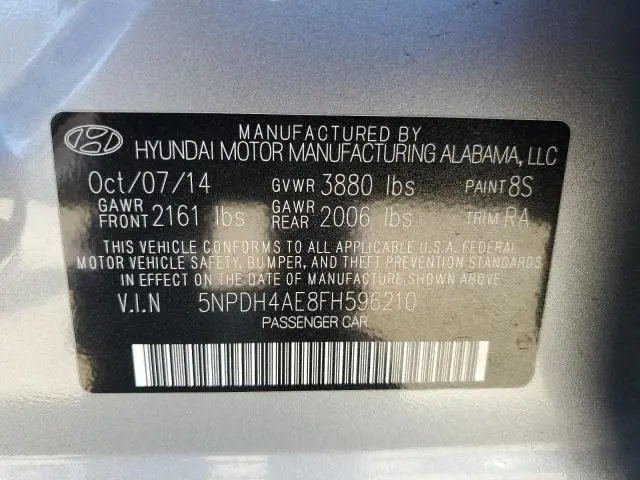 MANUFACTURED BY
HYUNDAI MOTOR MANUFACTURING ALABAMA, LLC
Oct/07/14 GVWR 3880 lbs PAINT 8S
GAWR FRONT 2161 lbs GAWR REAR 2006 lbs TRIM RA
THIS VEHICLE CONFORMS TO ALL APPLICABLE U.S.A. FEDERAL
MOTOR VEHICLE SAFETY, BUMPER, AND THEFT PREVENTION STANDARDS
IN EFFECT ON THE DATE OF MANUFACTURE SHOWN ABOVE.
V.I.N 5NPDH4AE8FH596210
PASSENGER CAR